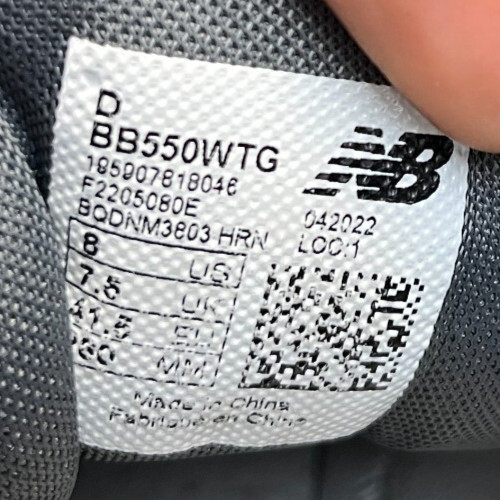 D
BB550WTG
195907818046
F2205080E
BQDNM3803 HRN
NB
042022
LOC:1
8 US
7.5 UK
41.5 EU
260 MM
Made in China
Fabriqué en Chine